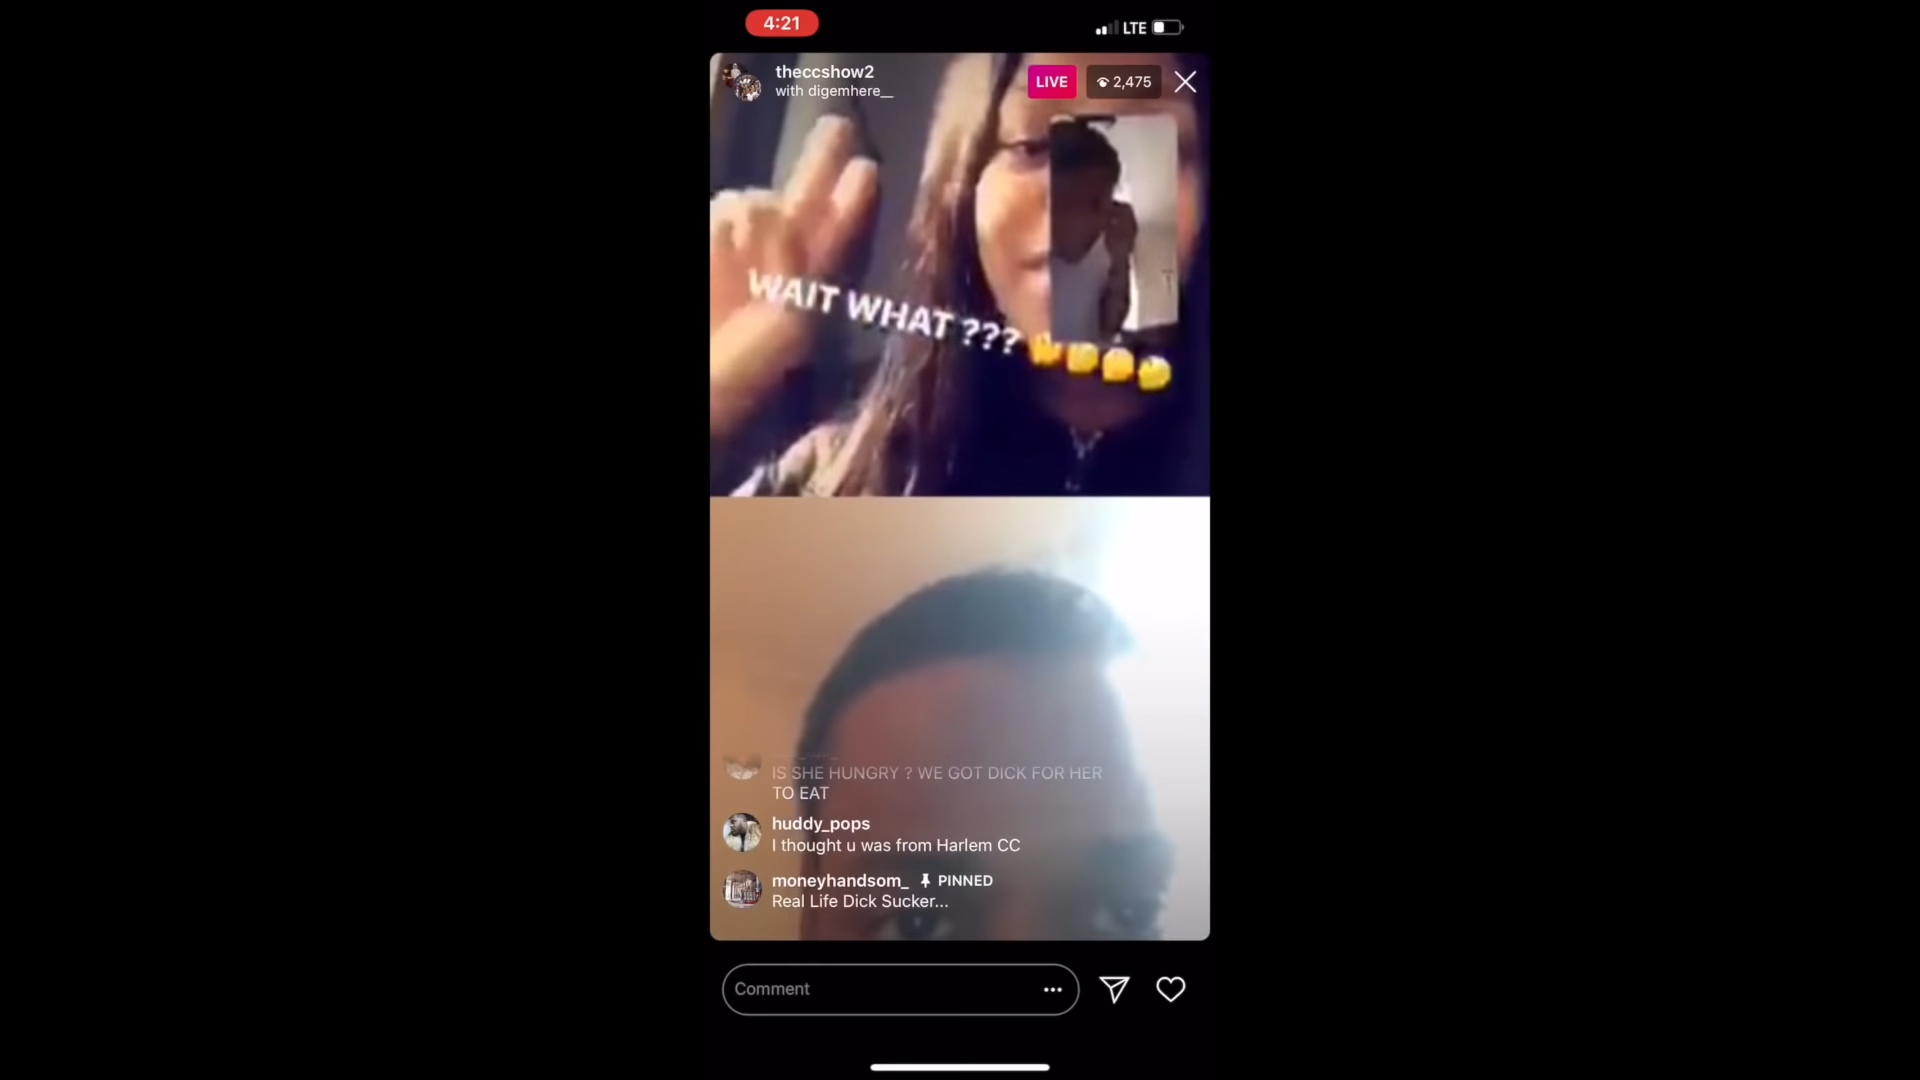 4:21
LTE
theccshow2
with digemhere__
LIVE
2,475
WAIT WHAT ???
IS SHE HUNGRY ? WE GOT DICK FOR HER
TO EAT
huddy_pops
I thought u was from Harlem CC
moneyhandsom_ PINNED
Real Life Dick Sucker...
Comment